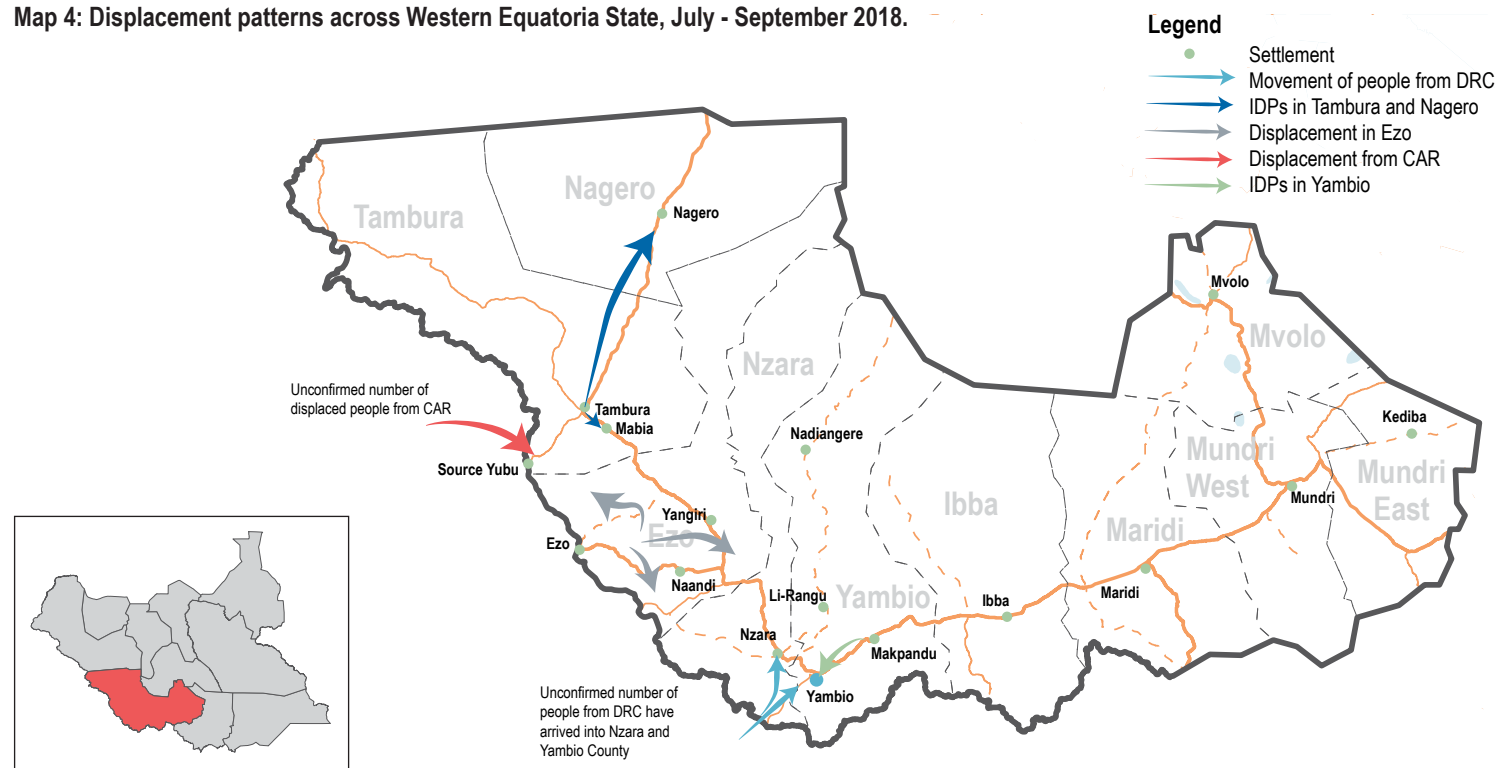 Map 4: Displacement patterns across Western Equatoria State, July - September 2018.
Legend
Settlement
Movement of people from DRC
IDPs in Tambura and Nagero
Displacement in Ezo
Displacement from CAR
IDPs in Yambio
Nagero
Tambura
Nagero
Mvolo
Mvolo
Nzara
Unconfirmed number of
displaced people from CAR
Tambura
Mabia
Kediba
Nadiangere
Source Yubu
Mundri
West
Mundri
East
Mundri
Ibba
Yangiri
Ezo
Ezo
Maridi
Naandi
Li-Rangu
Yambio
Ibba
Maridi
Nzara
Makpandu
Yambio
Unconfirmed number of
people from DRC have
arrived into Nzara and
Yambio County